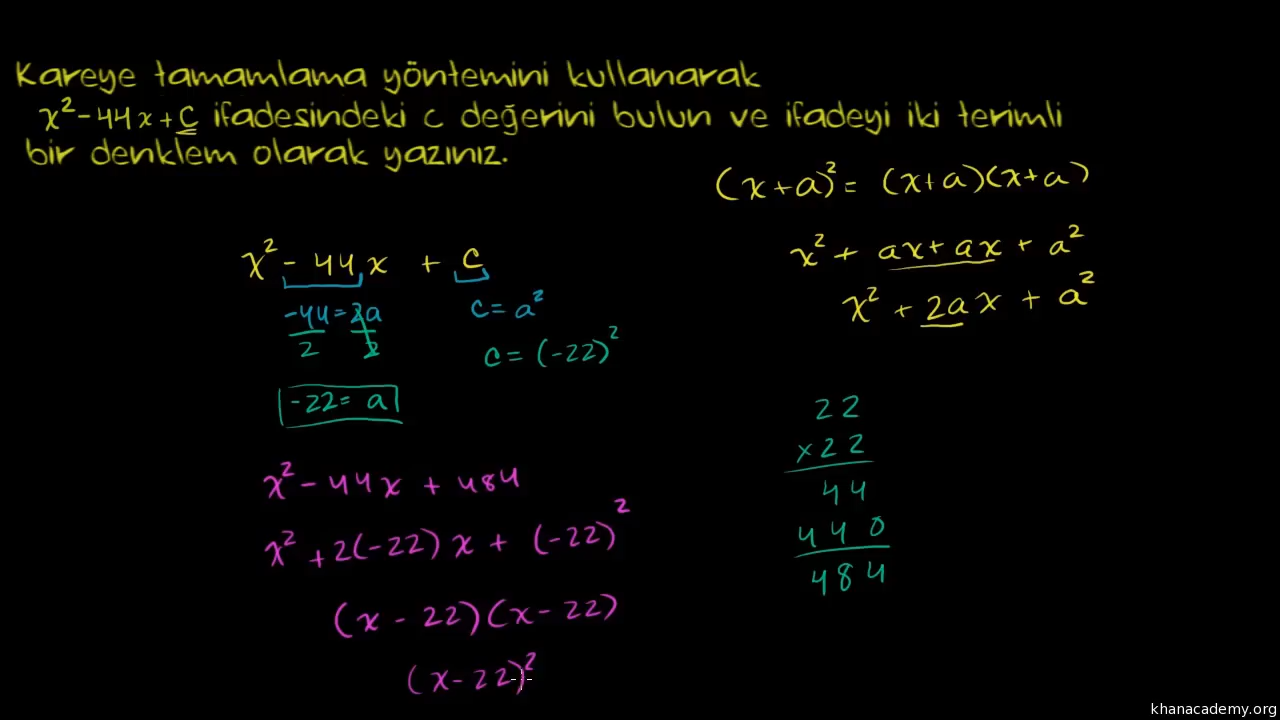 Kareye tamamlama yöntemini kullanarak
x² - 44x + c ifadesindeki c değerini bulun ve ifadeyi iki terimli
bir denklem olarak yazınız.
(x+a)² = (x+a)(x+a)
x² + ax + ax + a²
x² + 2ax + a²
x² - 44x + c
-44 = 2a
2 2
-22 = a
c = a²
c = (-22)²
22
x22
44
440
484
x² - 44x + 484
x² + 2(-22)x + (-22)²
(x - 22)(x - 22)
(x - 22)²
khanacademy.org